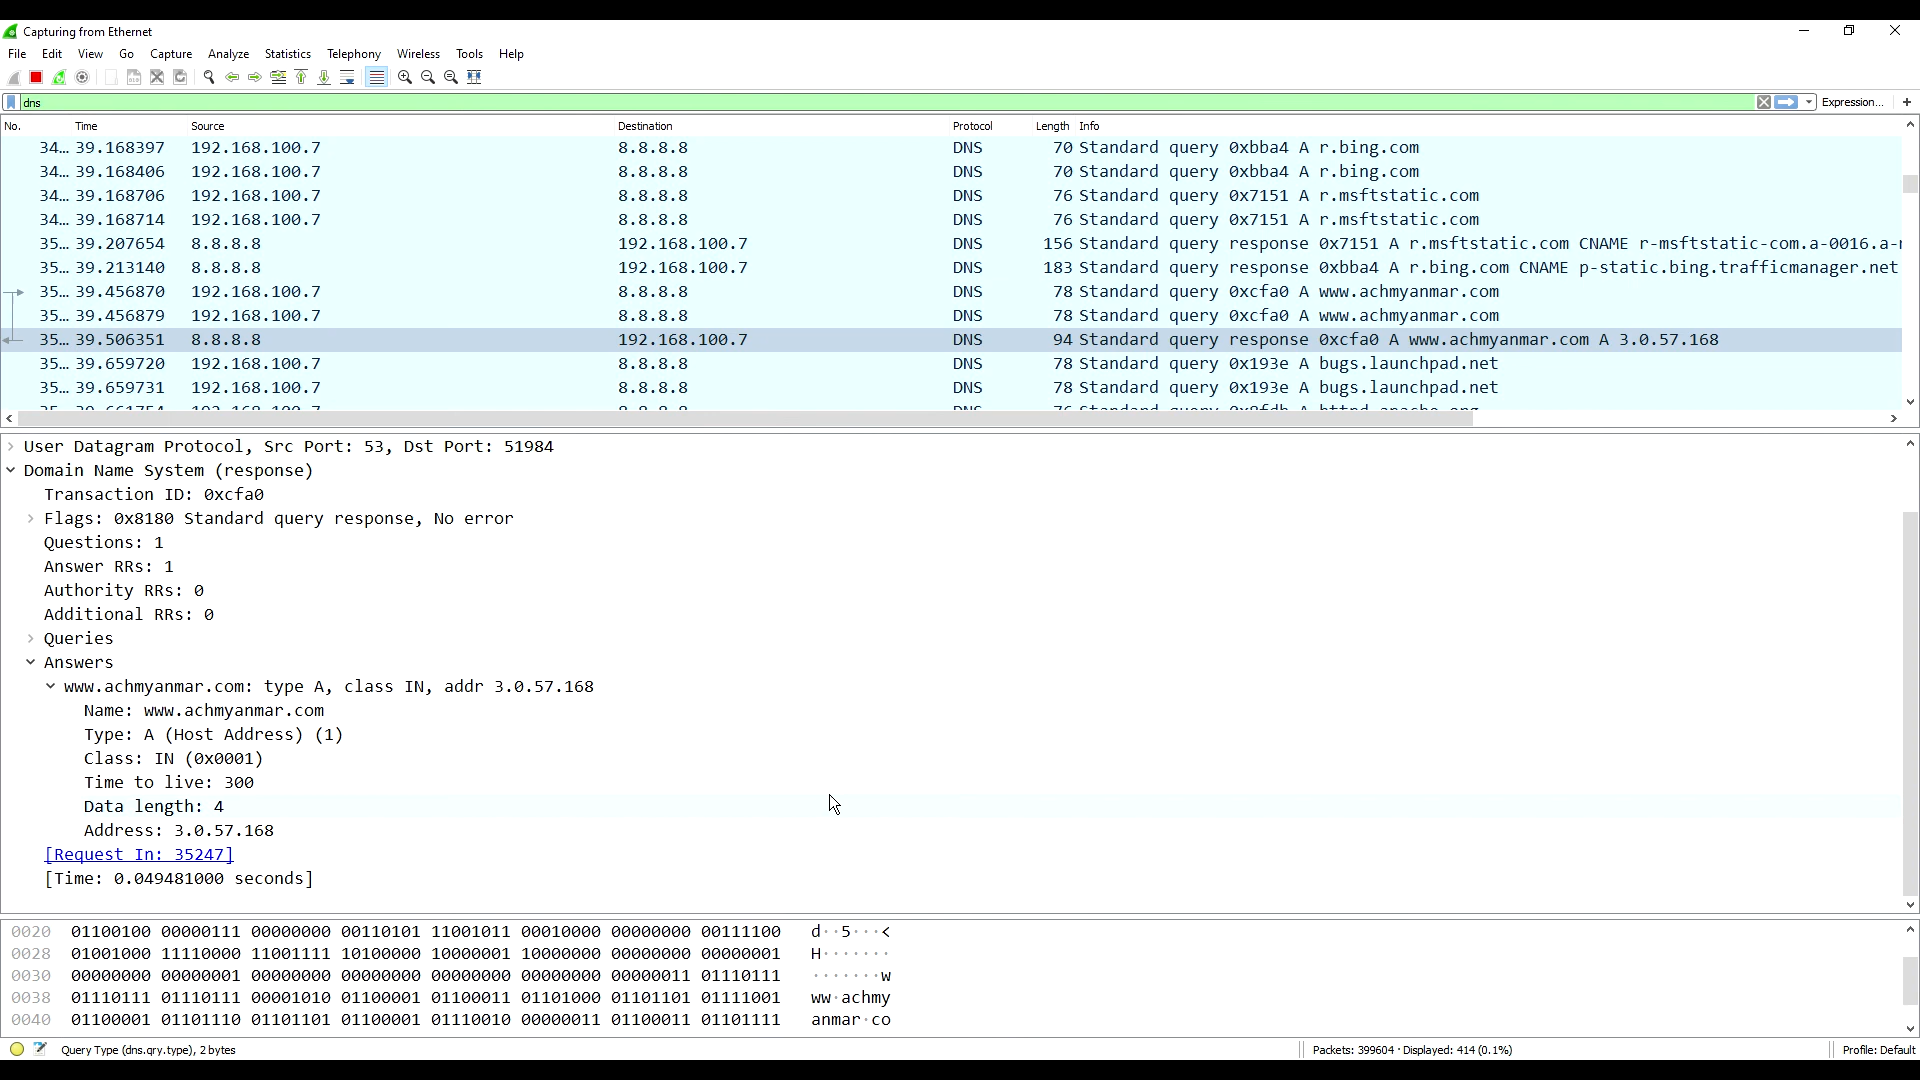 Capturing from Ethernet
File Edit View Go Capture Analyze Statistics Telephony Wireless Tools Help
dns Expression... +
No. Time Source Destination Protocol Length Info
34... 39.168397 192.168.100.7 8.8.8.8 DNS 70 Standard query 0xbba4 A r.bing.com
34... 39.168406 192.168.100.7 8.8.8.8 DNS 70 Standard query 0xbba4 A r.bing.com
34... 39.168706 192.168.100.7 8.8.8.8 DNS 76 Standard query 0x7151 A r.msftstatic.com
34... 39.168714 192.168.100.7 8.8.8.8 DNS 76 Standard query 0x7151 A r.msftstatic.com
35... 39.207654 8.8.8.8 192.168.100.7 DNS 156 Standard query response 0x7151 A r.msftstatic.com CNAME r-msftstatic-com.a-0016.a-
35... 39.213140 8.8.8.8 192.168.100.7 DNS 183 Standard query response 0xbba4 A r.bing.com CNAME p-static.bing.trafficmanager.net
35... 39.456870 192.168.100.7 8.8.8.8 DNS 78 Standard query 0xcfa0 A www.achmyanmar.com
35... 39.456879 192.168.100.7 8.8.8.8 DNS 78 Standard query 0xcfa0 A www.achmyanmar.com
35... 39.506351 8.8.8.8 192.168.100.7 DNS 94 Standard query response 0xcfa0 A www.achmyanmar.com A 3.0.57.168
35... 39.659720 192.168.100.7 8.8.8.8 DNS 78 Standard query 0x193e A bugs.launchpad.net
35... 39.659731 192.168.100.7 8.8.8.8 DNS 78 Standard query 0x193e A bugs.launchpad.net
User Datagram Protocol, Src Port: 53, Dst Port: 51984
Domain Name System (response)
Transaction ID: 0xcfa0
Flags: 0x8180 Standard query response, No error
Questions: 1
Answer RRs: 1
Authority RRs: 0
Additional RRs: 0
Queries
Answers
www.achmyanmar.com: type A, class IN, addr 3.0.57.168
Name: www.achmyanmar.com
Type: A (Host Address) (1)
Class: IN (0x0001)
Time to live: 300
Data length: 4
Address: 3.0.57.168
[Request In: 35247]
[Time: 0.049481000 seconds]
0020 01100100 00000111 00000000 00110101 11001011 00010000 00000000 00111100 d··5···<
0028 01001000 11110000 11001111 10100000 10000001 10000000 00000000 00000001 H·······
0030 00000000 00000001 00000000 00000000 00000000 00000000 00000011 01110111 ·······w
0038 01110111 01110111 00001010 01100001 01100011 01101000 01101101 01111001 ww·achmy
0040 01100001 01101110 01101101 01100001 01110010 00000011 01100011 01101111 anmar·co
Query Type (dns.qry.type), 2 bytes Packets: 399604 · Displayed: 414 (0.1%) Profile: Default